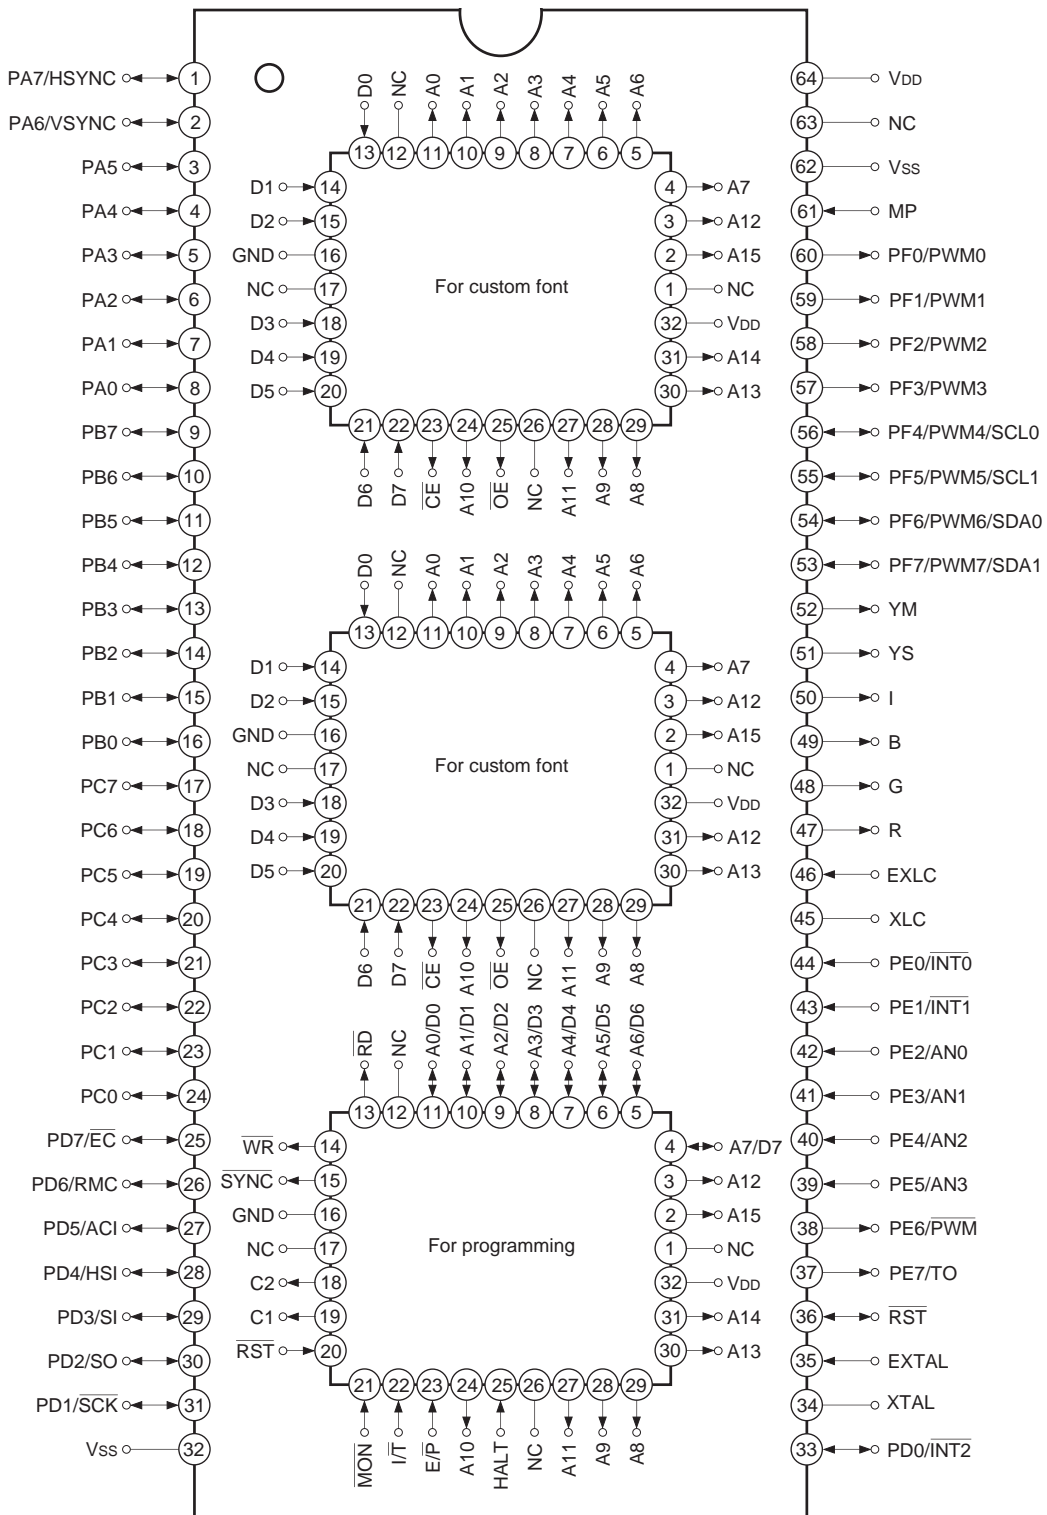 PA7/HSYNC 1
PA6/VSYNC 2
PA5 3
PA4 4
PA3 5
PA2 6
PA1 7
PA0 8
PB7 9
PB6 10
PB5 11
PB4 12
PB3 13
PB2 14
PB1 15
PB0 16
PC7 17
PC6 18
PC5 19
PC4 20
PC3 21
PC2 22
PC1 23
PC0 24
PD7/EC 25
PD6/RMC 26
PD5/ACI 27
PD4/HSI 28
PD3/SI 29
PD2/SO 30
PD1/SCK 31
Vss 32
D0 NC A0 A1 A2 A3 A4 A5 A6
13 12 11 10 9 8 7 6 5
D1 14 4 A7
D2 15 3 A12
GND 16 2 A15
NC 17 1 NC
For custom font
D3 18 32 VDD
D4 19 31 A14
D5 20 30 A13
21 22 23 24 25 26 27 28 29
D6 D7 CE A10 OE NC A11 A9 A8
D0 NC A0 A1 A2 A3 A4 A5 A6
13 12 11 10 9 8 7 6 5
D1 14 4 A7
D2 15 3 A12
GND 16 2 A15
NC 17 1 NC
For custom font
D3 18 32 VDD
D4 19 31 A12
D5 20 30 A13
21 22 23 24 25 26 27 28 29
D6 D7 CE A10 OE NC A11 A9 A8
RD NC A0/D0 A1/D1 A2/D2 A3/D3 A4/D4 A5/D5 A6/D6
13 12 11 10 9 8 7 6 5
WR 14 4 A7/D7
SYNC 15 3 A12
GND 16 2 A15
NC 17 1 NC
For programming
C2 18 32 VDD
C1 19 31 A14
RST 20 30 A13
21 22 23 24 25 26 27 28 29
MON I/T E/P A10 HALT NC A11 A9 A8
64 VDD
63 NC
62 Vss
61 MP
60 PF0/PWM0
59 PF1/PWM1
58 PF2/PWM2
57 PF3/PWM3
56 PF4/PWM4/SCL0
55 PF5/PWM5/SCL1
54 PF6/PWM6/SDA0
53 PF7/PWM7/SDA1
52 YM
51 YS
50 I
49 B
48 G
47 R
46 EXLC
45 XLC
44 PE0/INT0
43 PE1/INT1
42 PE2/AN0
41 PE3/AN1
40 PE4/AN2
39 PE5/AN3
38 PE6/PWM
37 PE7/TO
36 RST
35 EXTAL
34 XTAL
33 PD0/INT2